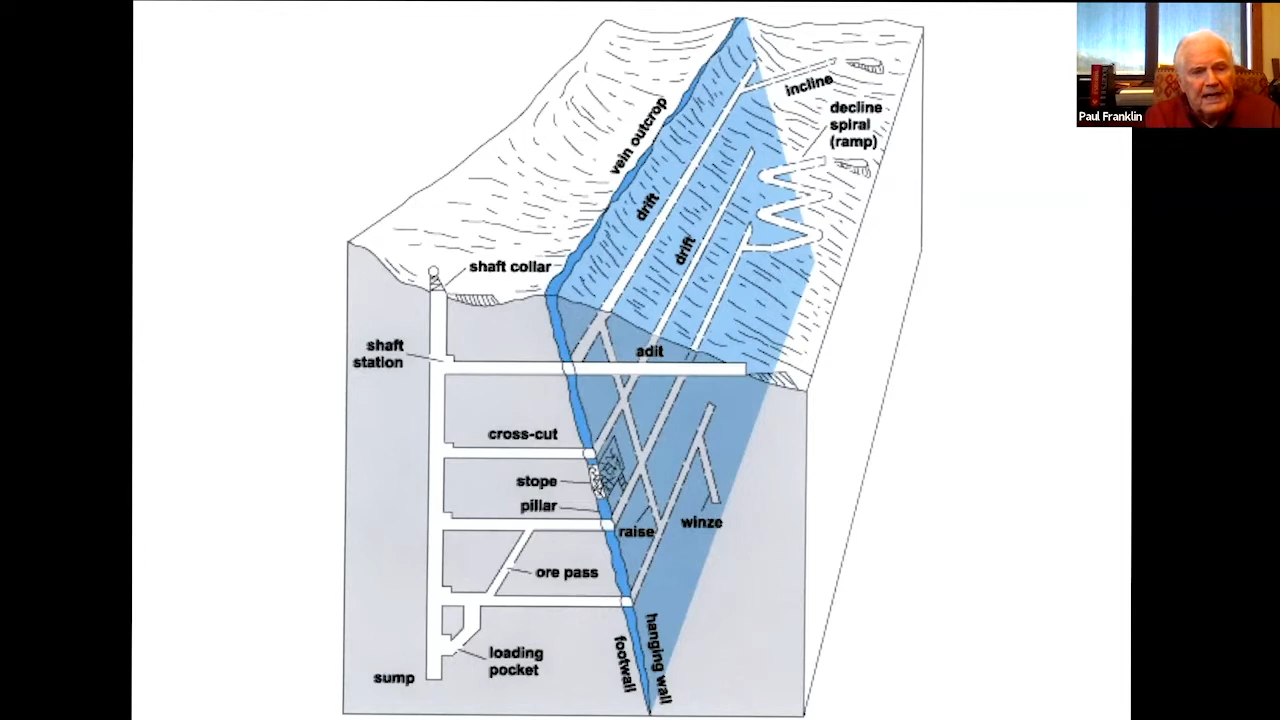 Paul Franklin
incline
decline
spiral
(ramp)
vein outcrop
drift
drift
shaft collar
shaft
station
adit
cross-cut
stope
pillar
raise
winze
ore pass
loading
pocket
sump
footwall
hanging wall